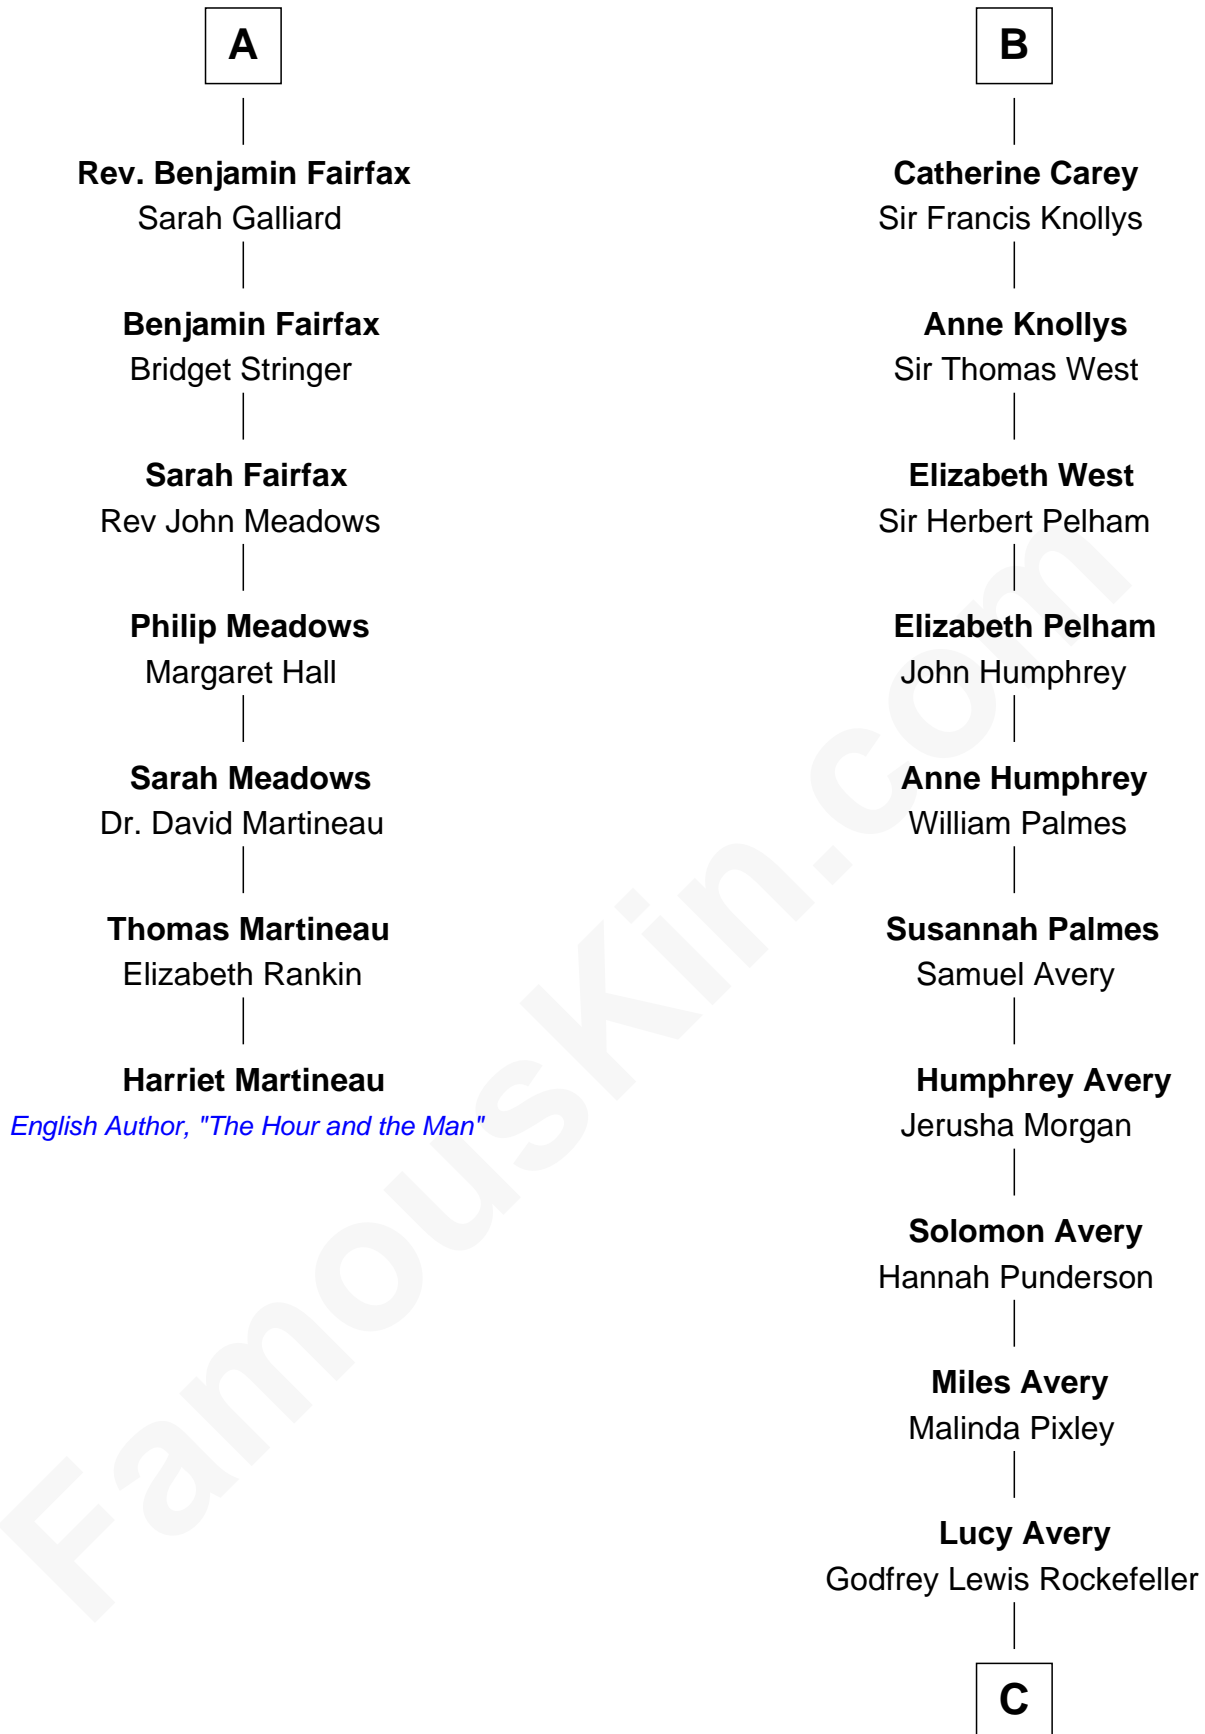 A
Rev. Benjamin Fairfax
Sarah Galliard
Benjamin Fairfax
Bridget Stringer
Sarah Fairfax
Rev John Meadows
Philip Meadows
Margaret Hall
Sarah Meadows
Dr. David Martineau
Thomas Martineau
Elizabeth Rankin
Harriet Martineau
English Author, "The Hour and the Man"
B
Catherine Carey
Sir Francis Knollys
Anne Knollys
Sir Thomas West
Elizabeth West
Sir Herbert Pelham
Elizabeth Pelham
John Humphrey
Anne Humphrey
William Palmes
Susannah Palmes
Samuel Avery
Humphrey Avery
Jerusha Morgan
Solomon Avery
Hannah Punderson
Miles Avery
Malinda Pixley
Lucy Avery
Godfrey Lewis Rockefeller
C
FamousKin.com